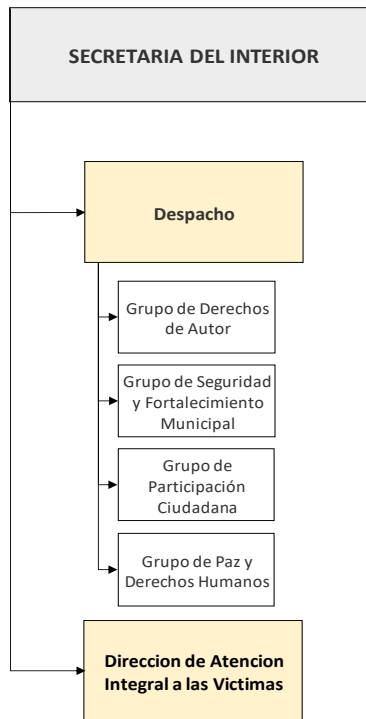 SECRETARIA DEL INTERIOR
Despacho
Grupo de Derechos
de Autor
Grupo de Seguridad
y Fortalecimiento
Municipal
Grupo de
Participación
Ciudadana
Grupo de Paz y
Derechos Humanos
Direccion de Atencion
Integral a las Victimas